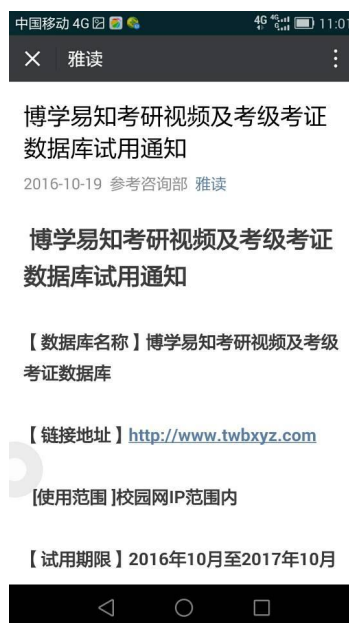 中国移动 4G 4G 4G 11:01
雅读
博学易知考研视频及考级考证
数据库试用通知
2016-10-19 参考咨询部 雅读
博学易知考研视频及考级考证
数据库试用通知
【数据库名称】博学易知考研视频及考级
考证数据库
【链接地址】http://www.twbxyz.com
[使用范围]校园网IP范围内
【试用期限】2016年10月至2017年10月